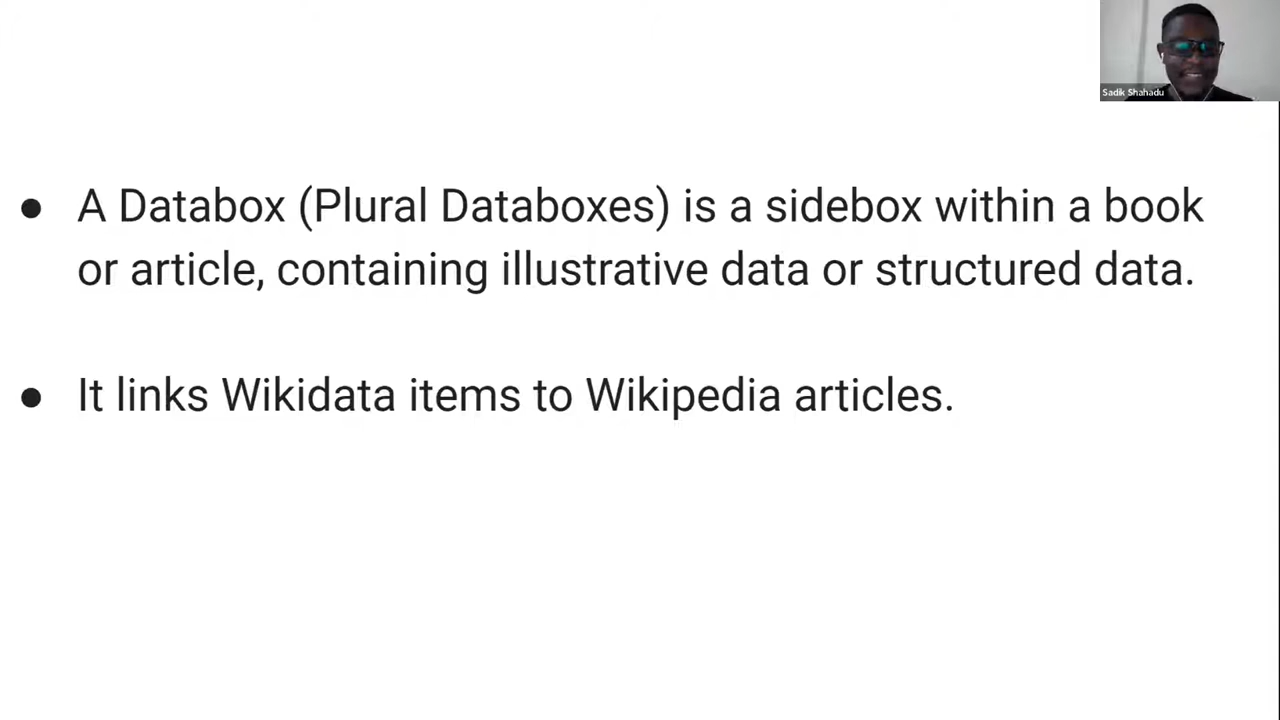 Sadik Shahadu
● A Databox (Plural Databoxes) is a sidebox within a book
or article, containing illustrative data or structured data.
● It links Wikidata items to Wikipedia articles.